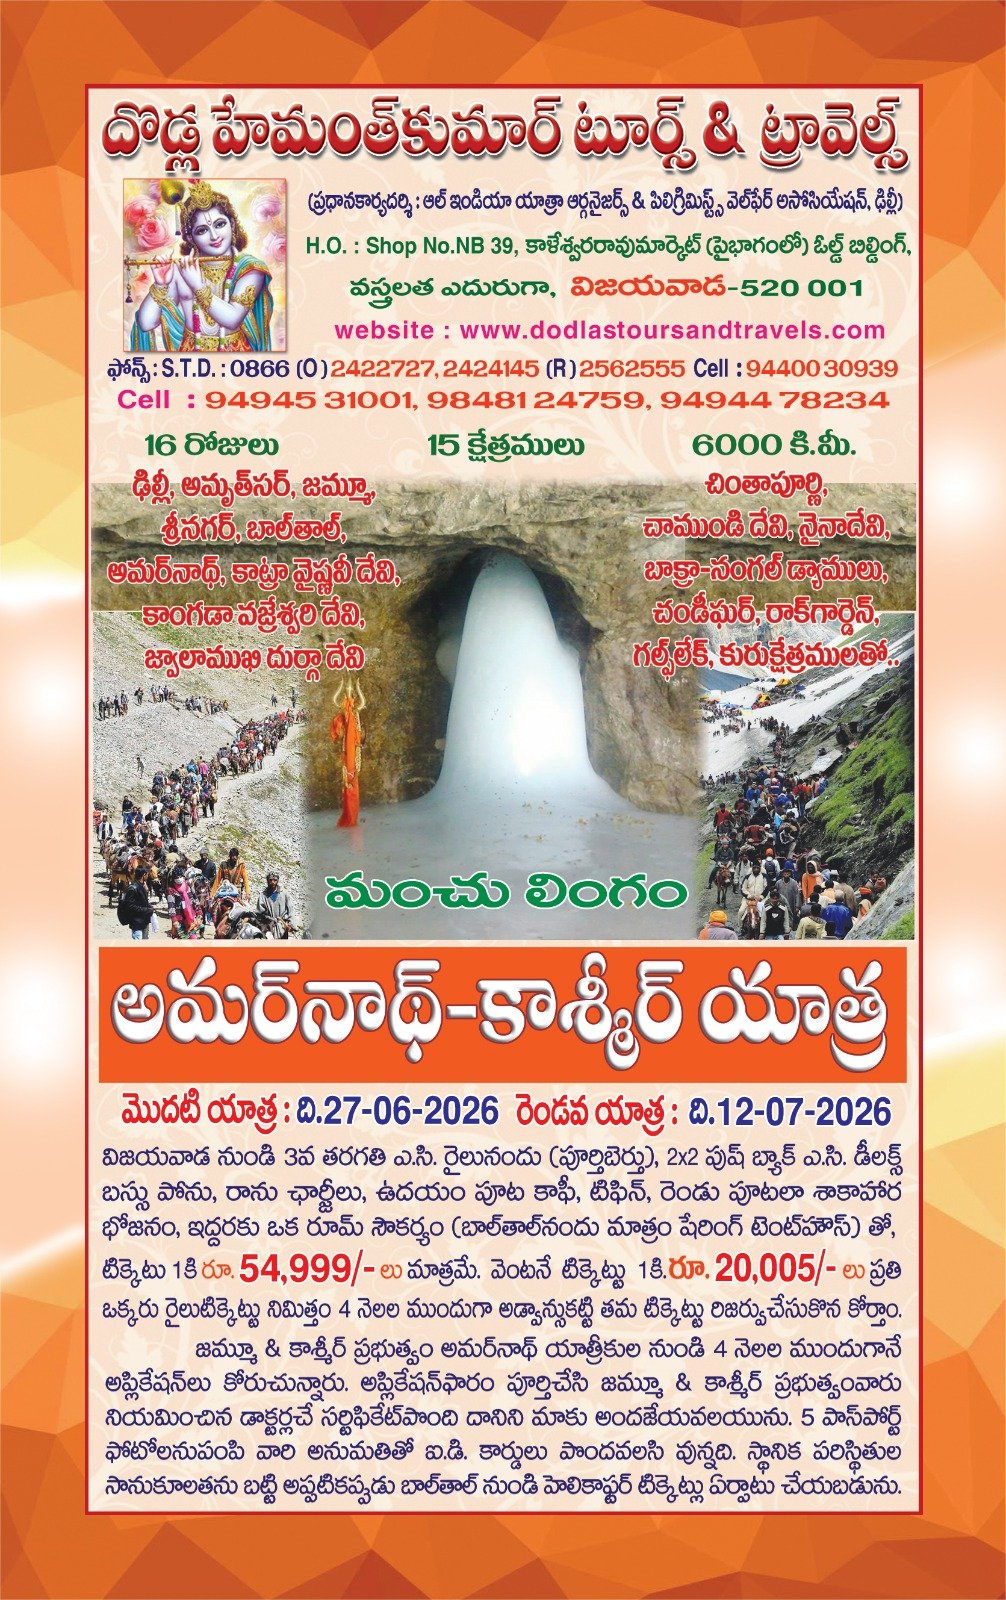 దొడ్ల హేమంత్‌కుమార్ టూర్స్ & ట్రావెల్స్
(ప్రధానకార్యదర్శి : ఆల్ ఇండియా యాత్రా ఆర్గనైజర్స్ & పిలిగ్రిమిస్ట్స్ వెల్‌ఫేర్ అసోసియేషన్, ఢిల్లీ)
H.O. : Shop No.NB 39, కాళేశ్వరరావుమార్కెట్ (పైభాగంలో) ఓల్డ్ బిల్డింగ్,
వస్త్రలత ఎదురుగా, విజయవాడ-520 001
website : www.dodlastoursandtravels.com
ఫోన్స్ : S.T.D. : 0866 (O) 2422727, 2424145 (R) 2562555 Cell : 94400 30939
Cell : 94945 31001, 98481 24759, 94944 78234
16 రోజులు 15 క్షేత్రములు 6000 కి.మీ.
ఢిల్లీ, అమృత్‌సర్, జమ్మూ,
శ్రీనగర్, బాల్‌తాల్,
అమర్‌నాథ్, కాట్రా వైష్ణవీ దేవి,
కాంగడా వజ్రేశ్వరి దేవి,
జ్వాలాముఖి దుర్గా దేవి
చింతాపూర్ణి,
చాముండి దేవి, నైనాదేవి,
బాక్రా-నంగల్ డ్యాములు,
చండీఘర్, రాక్‌గార్డెన్,
గల్ఫ్‌లేక్, కురుక్షేత్రములతో..
మంచు లింగం
అమర్‌నాథ్-కాశ్మీర్ యాత్ర
మొదటి యాత్ర : ది.27-06-2026 రెండవ యాత్ర : ది.12-07-2026
విజయవాడ నుండి 3వ తరగతి ఎ.సి. రైలునందు (పూర్తిబెర్తు), 2x2 పుష్ బ్యాక్ ఎ.సి. డీలక్స్
బస్సు పోను, రాను ఛార్జీలు, ఉదయం పూట కాఫీ, టిఫిన్, రెండు పూటలా శాకాహార
భోజనం, ఇద్దరకు ఒక రూమ్ సౌకర్యం (బాల్‌తాల్‌నందు మాత్రం షేరింగ్ టెంట్‌హౌస్) తో,
టిక్కెటు 1కి రూ. 54,999/- లు మాత్రమే. వెంటనే టిక్కెట్టు 1కి.రూ. 20,005/- లు ప్రతి
ఒక్కరు రైలుటిక్కెట్టు నిమిత్తం 4 నెలల ముందుగా అడ్వాన్సుకట్టి తమ టిక్కెట్టు రిజర్వుచేసుకొన కోర్తాం.
జమ్మూ & కాశ్మీర్ ప్రభుత్వం అమర్‌నాథ్ యాత్రీకుల నుండి 4 నెలల ముందుగానే
అప్లికేషన్‌లు కోరుచున్నారు. అప్లికేషన్‌ఫారం పూర్తిచేసి జమ్మూ & కాశ్మీర్ ప్రభుత్వంవారు
నియమించిన డాక్టర్లచే సర్టిఫికేట్‌పొంది దానిని మాకు అందజేయవలయును. 5 పాస్‌పోర్ట్
ఫోటోలనుపంపి వారి అనుమతితో ఐ.డి. కార్డులు పొందవలసి వున్నది. స్థానిక పరిస్థితుల
సానుకూలతను బట్టి అప్పటికప్పడు బాల్‌తాల్ నుండి హెలికాఫ్టర్ టిక్కెట్లు ఏర్పాటు చేయబడును.